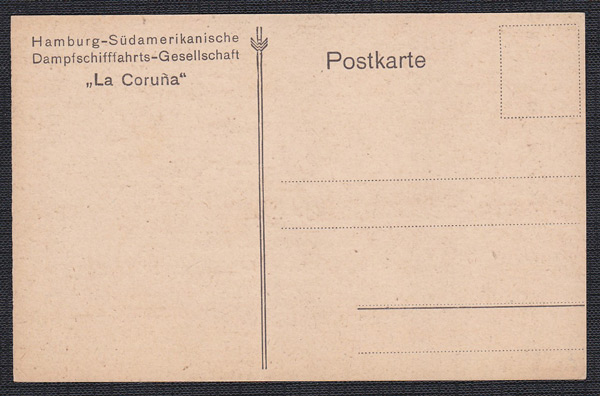 Hamburg-Südamerikanische
Dampfschifffahrts-Gesellschaft
„La Coruña“
Postkarte